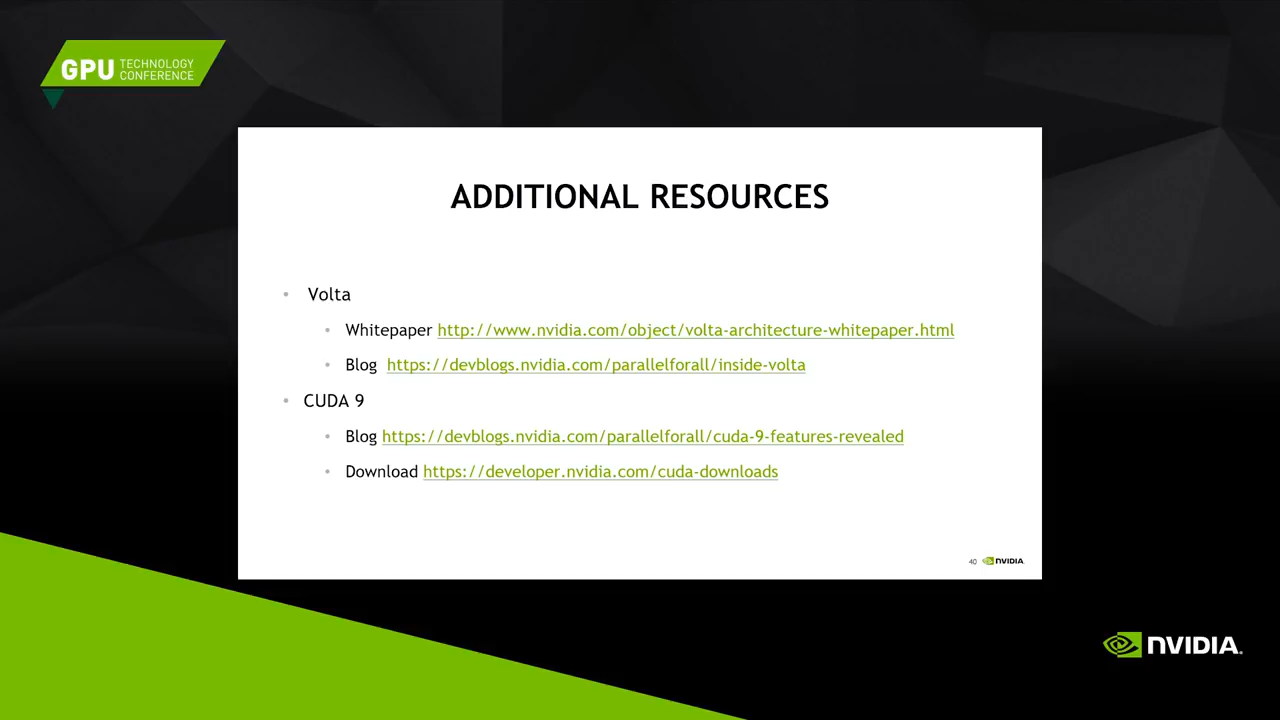 GPU TECHNOLOGY
CONFERENCE
ADDITIONAL RESOURCES
• Volta
• Whitepaper http://www.nvidia.com/object/volta-architecture-whitepaper.html
• Blog https://devblogs.nvidia.com/parallelforall/inside-volta
• CUDA 9
• Blog https://devblogs.nvidia.com/parallelforall/cuda-9-features-revealed
• Download https://developer.nvidia.com/cuda-downloads
40 NVIDIA.
NVIDIA.